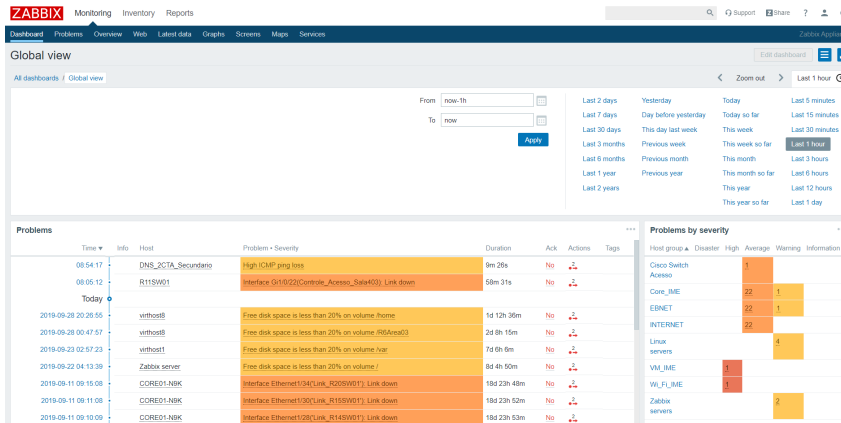 ZABBIX Monitoring Inventory Reports Support Share ?
Dashboard Problems Overview Web Latest data Graphs Screens Maps Services Zabbix Applia
Global view Edit dashboard
All dashboards / Global view Zoom out Last 1 hour
From now-1h
To now
Apply
Last 2 days Yesterday Today Last 5 minutes
Last 7 days Day before yesterday Today so far Last 15 minutes
Last 30 days This day last week This week Last 30 minutes
Last 3 months Previous week This week so far Last 1 hour
Last 6 months Previous month This month Last 3 hours
Last 1 year Previous year This month so far Last 6 hours
Last 2 years This year Last 12 hours
This year so far Last 1 day
Problems
Time ▼ Info Host Problem • Severity Duration Ack Actions Tags
08:54:17 DNS_2CTA_Secundario High ICMP ping loss 9m 26s No 2
08:05:12 R11SW01 Interface Gi1/0/22(Controle_Acesso_Sala403): Link down 58m 31s No 2
Today
2019-09-28 20:26:55 virthost8 Free disk space is less than 20% on volume /home 1d 12h 36m No 2
2019-09-28 00:47:57 virthost8 Free disk space is less than 20% on volume /R6Area03 2d 8h 15m No 2
2019-09-23 02:57:23 virthost1 Free disk space is less than 20% on volume /var 7d 6h 6m No 2
2019-09-22 04:13:39 Zabbix server Free disk space is less than 20% on volume / 8d 4h 50m No 2
2019-09-11 09:15:08 CORE01-N9K Interface Ethernet1/34('Link_R20SW01'): Link down 18d 23h 48m No 2
2019-09-11 09:11:08 CORE01-N9K Interface Ethernet1/30('Link_R15SW01'): Link down 18d 23h 52m No 2
2019-09-11 09:10:09 CORE01-N9K Interface Ethernet1/28('Link_R14SW01'): Link down 18d 23h 53m No 2
Problems by severity
Host group ▲ Disaster High Average Warning Information
Cisco Switch Acesso 1
Core_IME 22 1
EBNET 22 1
INTERNET 22
Linux servers 4
VM_IME 1
Wi_Fi_IME 1
Zabbix servers 2